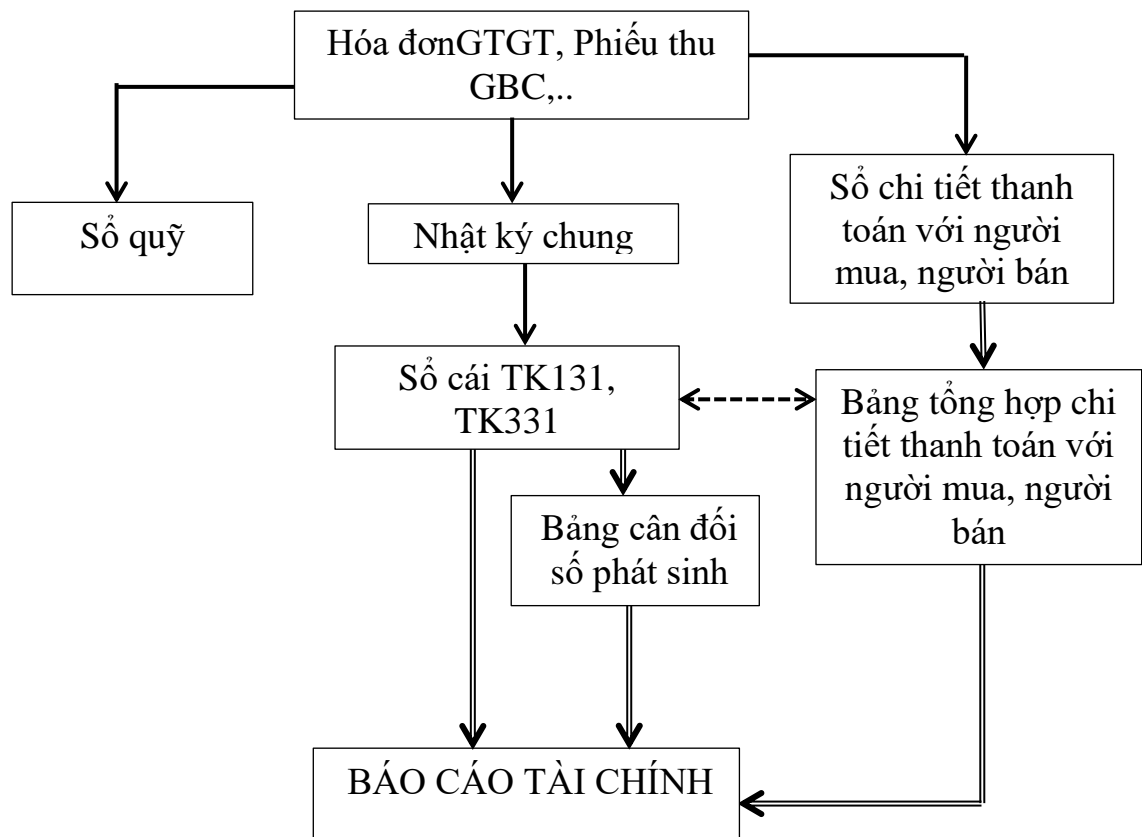 Hóa đơnGTGT, Phiếu thu
GBC,..
Sổ quỹ
Nhật ký chung
Sổ chi tiết thanh
toán với người
mua, người bán
Sổ cái TK131,
TK331
Bảng tổng hợp chi
tiết thanh toán với
người mua, người
bán
Bảng cân đối
số phát sinh
BÁO CÁO TÀI CHÍNH